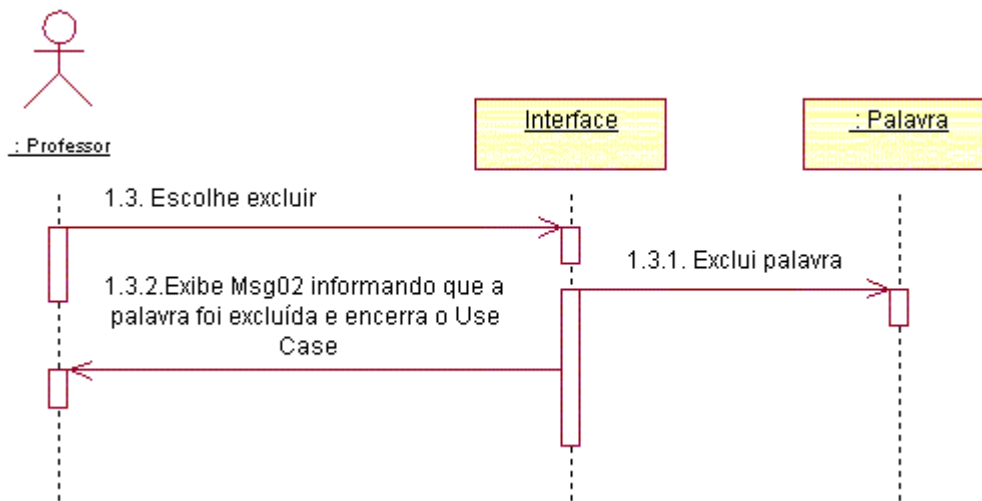 Interface
: Palavra
: Professor
1.3. Escolhe excluir
1.3.1. Exclui palavra
1.3.2.Exibe Msg02 informando que a
palavra foi excluída e encerra o Use
Case